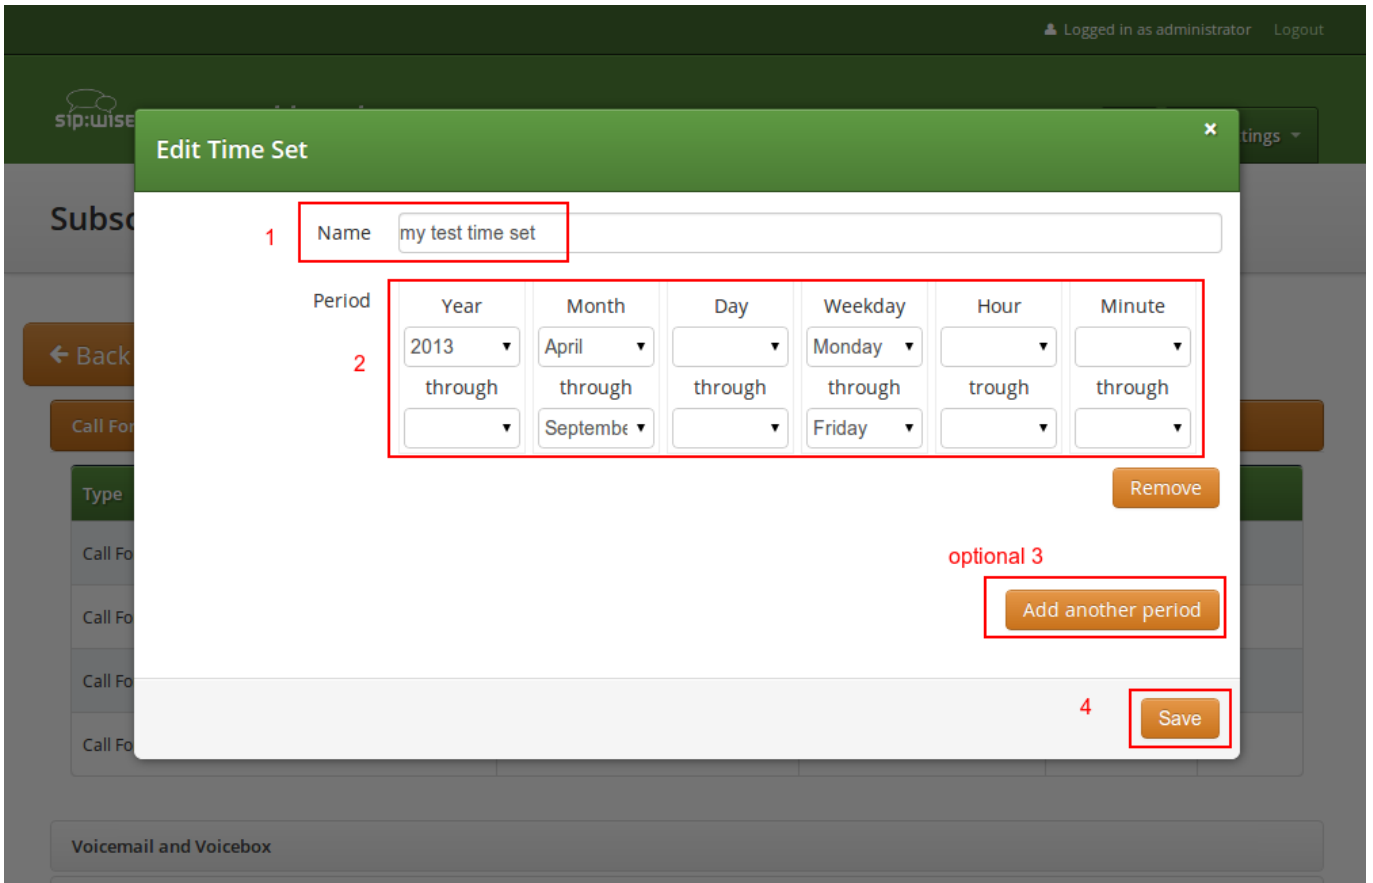 Logged in as administrator Logout
sip:wise
tings
Edit Time Set ×
Subsc
1 Name my test time set
Period Year Month Day Weekday Hour Minute
2 2013 April Monday
through through through through trough through
Septembe Friday
Back
Call For
Remove
Type
optional 3
Call Fo
Add another period
Call Fo
Call Fo
4 Save
Call Fo
Voicemail and Voicebox